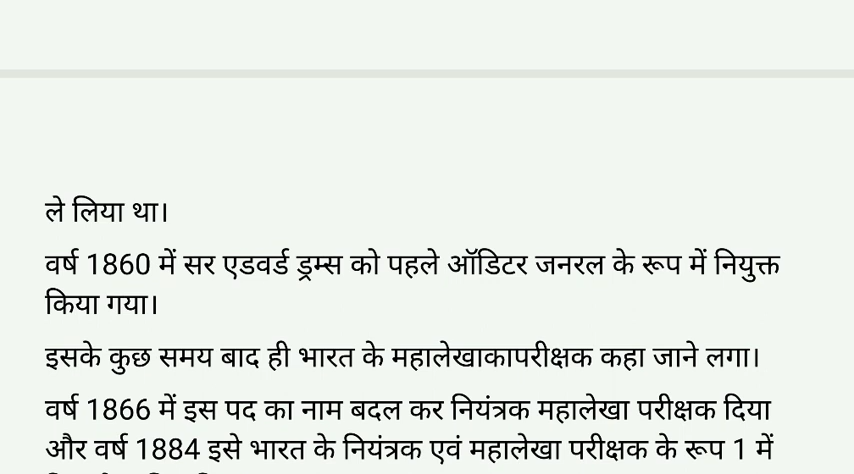 ले लिया था।
वर्ष 1860 में सर एडवर्ड ड्रम्स को पहले ऑडिटर जनरल के रूप में नियुक्त
किया गया।
इसके कुछ समय बाद ही भारत के महालेखाकापरीक्षक कहा जाने लगा।
वर्ष 1866 में इस पद का नाम बदल कर नियंत्रक महालेखा परीक्षक दिया
और वर्ष 1884 इसे भारत के नियंत्रक एवं महालेखा परीक्षक के रूप 1 में